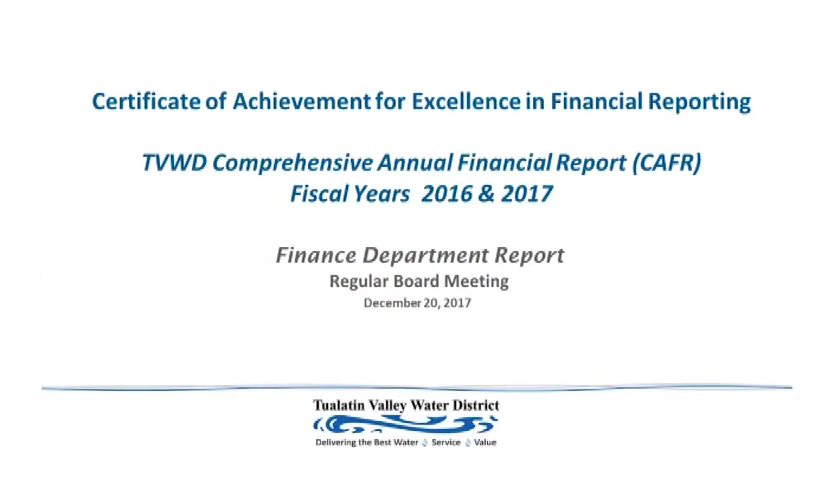 Certificate of Achievement for Excellence in Financial Reporting
TVWD Comprehensive Annual Financial Report (CAFR)
Fiscal Years 2016 & 2017
Finance Department Report
Regular Board Meeting
December 20, 2017
Tualatin Valley Water District
Delivering the Best Water Service Value